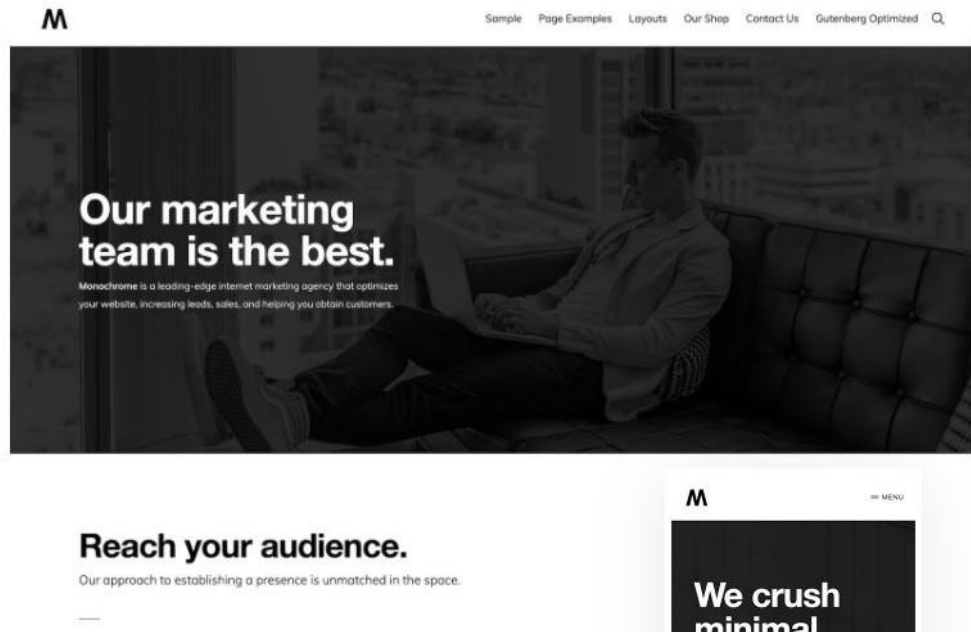 M
Sample Page Examples Layouts Our Shop Contact Us Gutenberg Optimized
Our marketing
team is the best.
Monochrome is a leading-edge internet marketing agency that optimizes
your website, increasing leads, sales, and helping you obtain customers.
Reach your audience.
Our approach to establishing a presence is unmatched in the space.
M
MENU
We crush
minimal